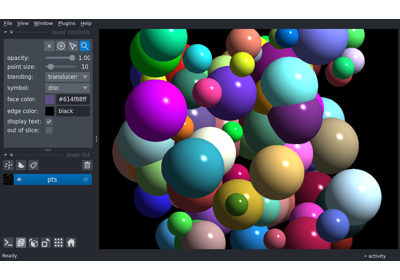 File View Window Plugins Help
layer controls
opacity: 1.00
point size: 10
blending: translucen
symbol: disc
face color: #614f88ff
edge color: black
display text:
out of slice:
layer list
pts
Ready activity